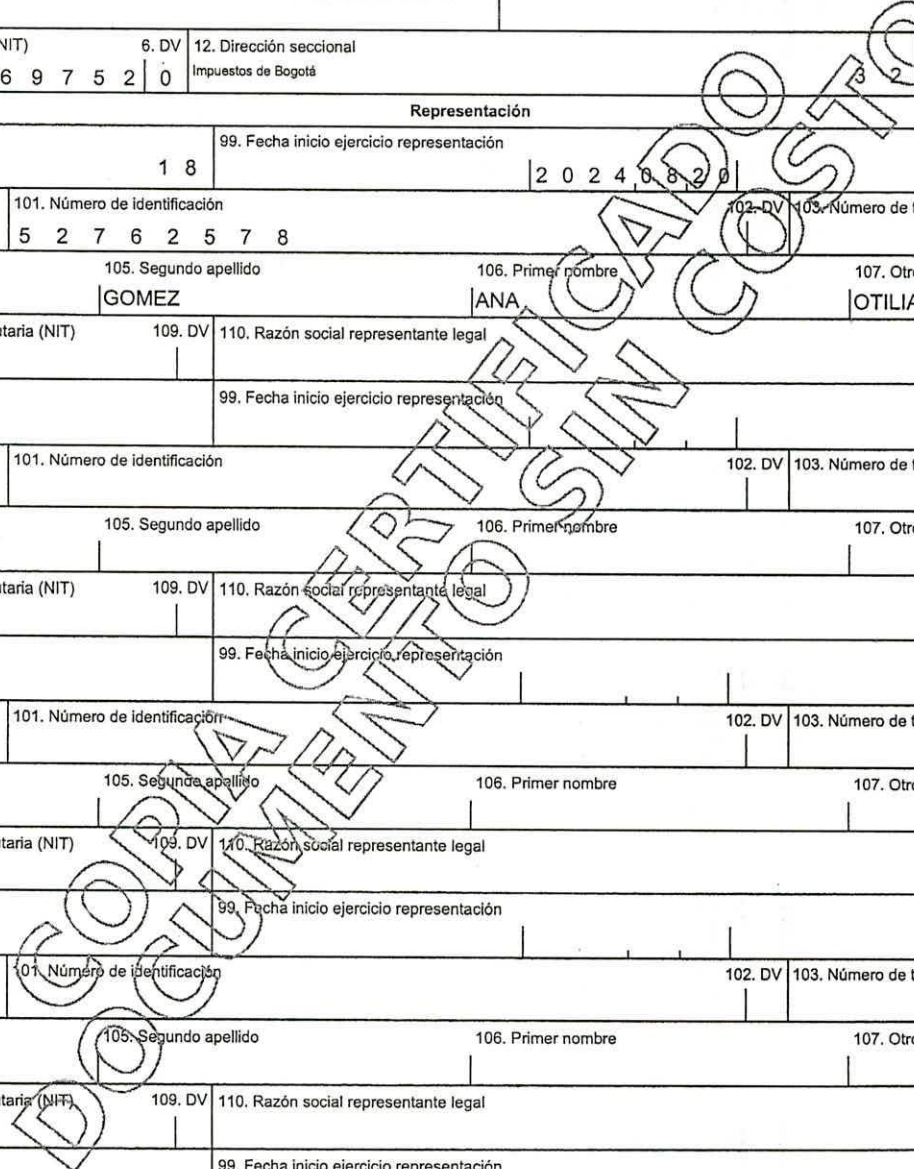 NIT) 6. DV 12. Dirección seccional
6 9 7 5 2 0 Impuestos de Bogotá 3 2
Representación
99. Fecha inicio ejercicio representación
1 8 2 0 2 4 0 8 2 0
101. Número de identificación 102. DV 103. Número de t
5 2 7 6 2 5 7 8
105. Segundo apellido 106. Primer nombre 107. Otro
GOMEZ ANA OTILIA
utaria (NIT) 109. DV 110. Razón social representante legal
99. Fecha inicio ejercicio representación
101. Número de identificación 102. DV 103. Número de t
105. Segundo apellido 106. Primer nombre 107. Otro
utaria (NIT) 109. DV 110. Razón social representante legal
99. Fecha inicio ejercicio representación
101. Número de identificación 102. DV 103. Número de t
105. Segundo apellido 106. Primer nombre 107. Otro
utaria (NIT) 109. DV 110. Razón social representante legal
99. Fecha inicio ejercicio representación
101. Número de identificación 102. DV 103. Número de t
105. Segundo apellido 106. Primer nombre 107. Otro
utaria (NIT) 109. DV 110. Razón social representante legal
99. Fecha inicio ejercicio representación
COPIA CERTIFICADO
DOCUMENTO SIN COSTO